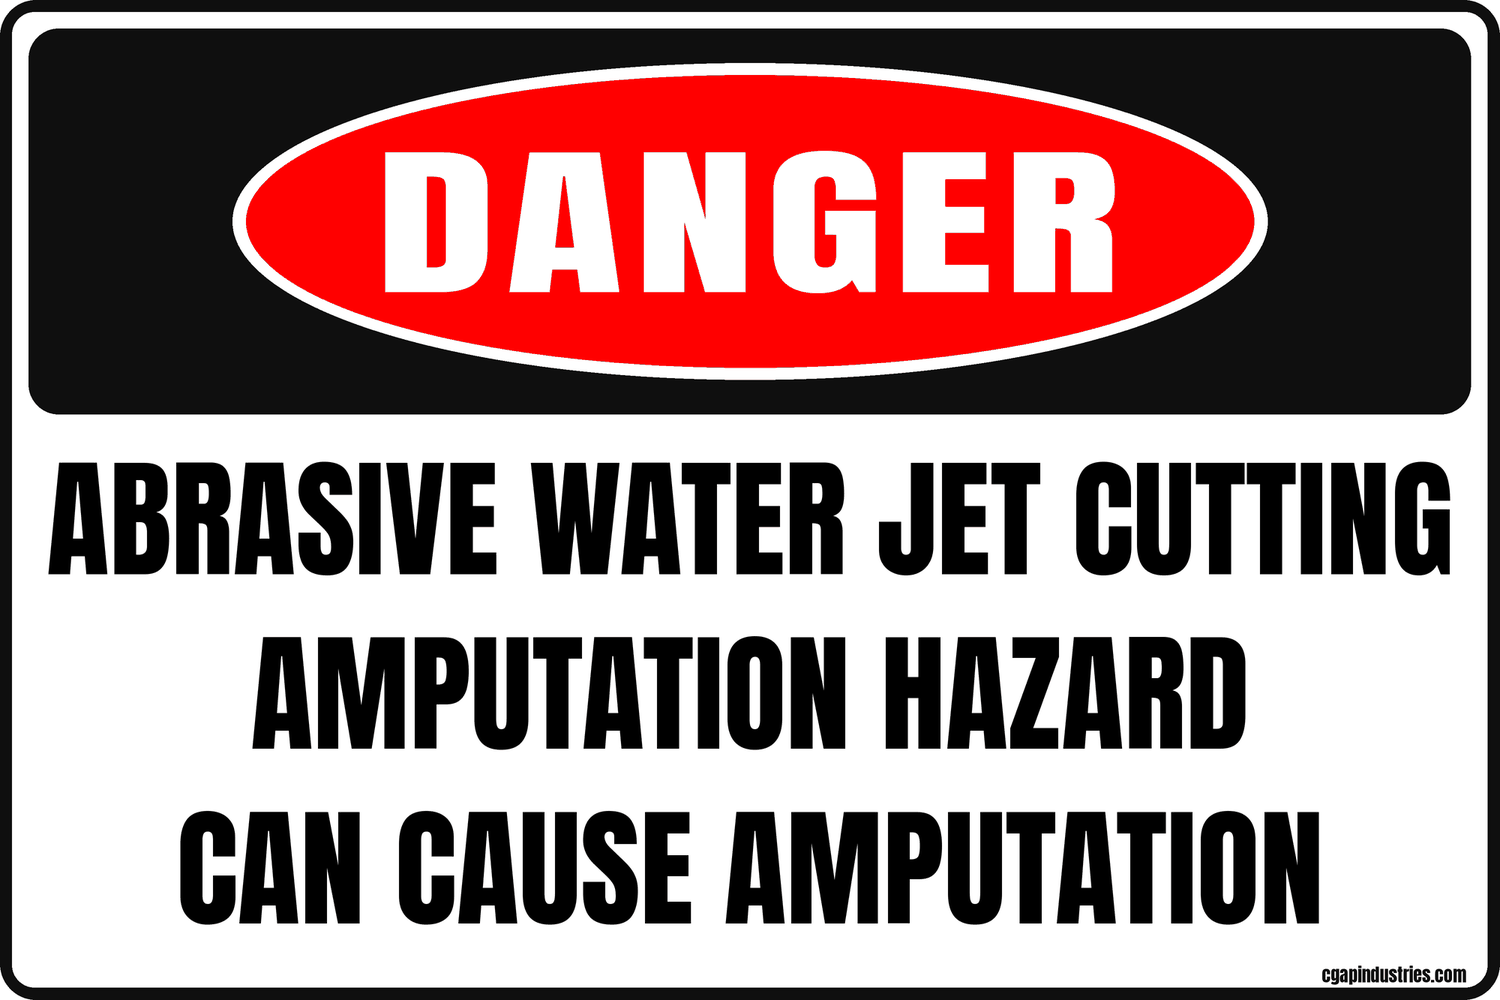 DANGER
ABRASIVE WATER JET CUTTING
AMPUTATION HAZARD
CAN CAUSE AMPUTATION
cgapindustries.com